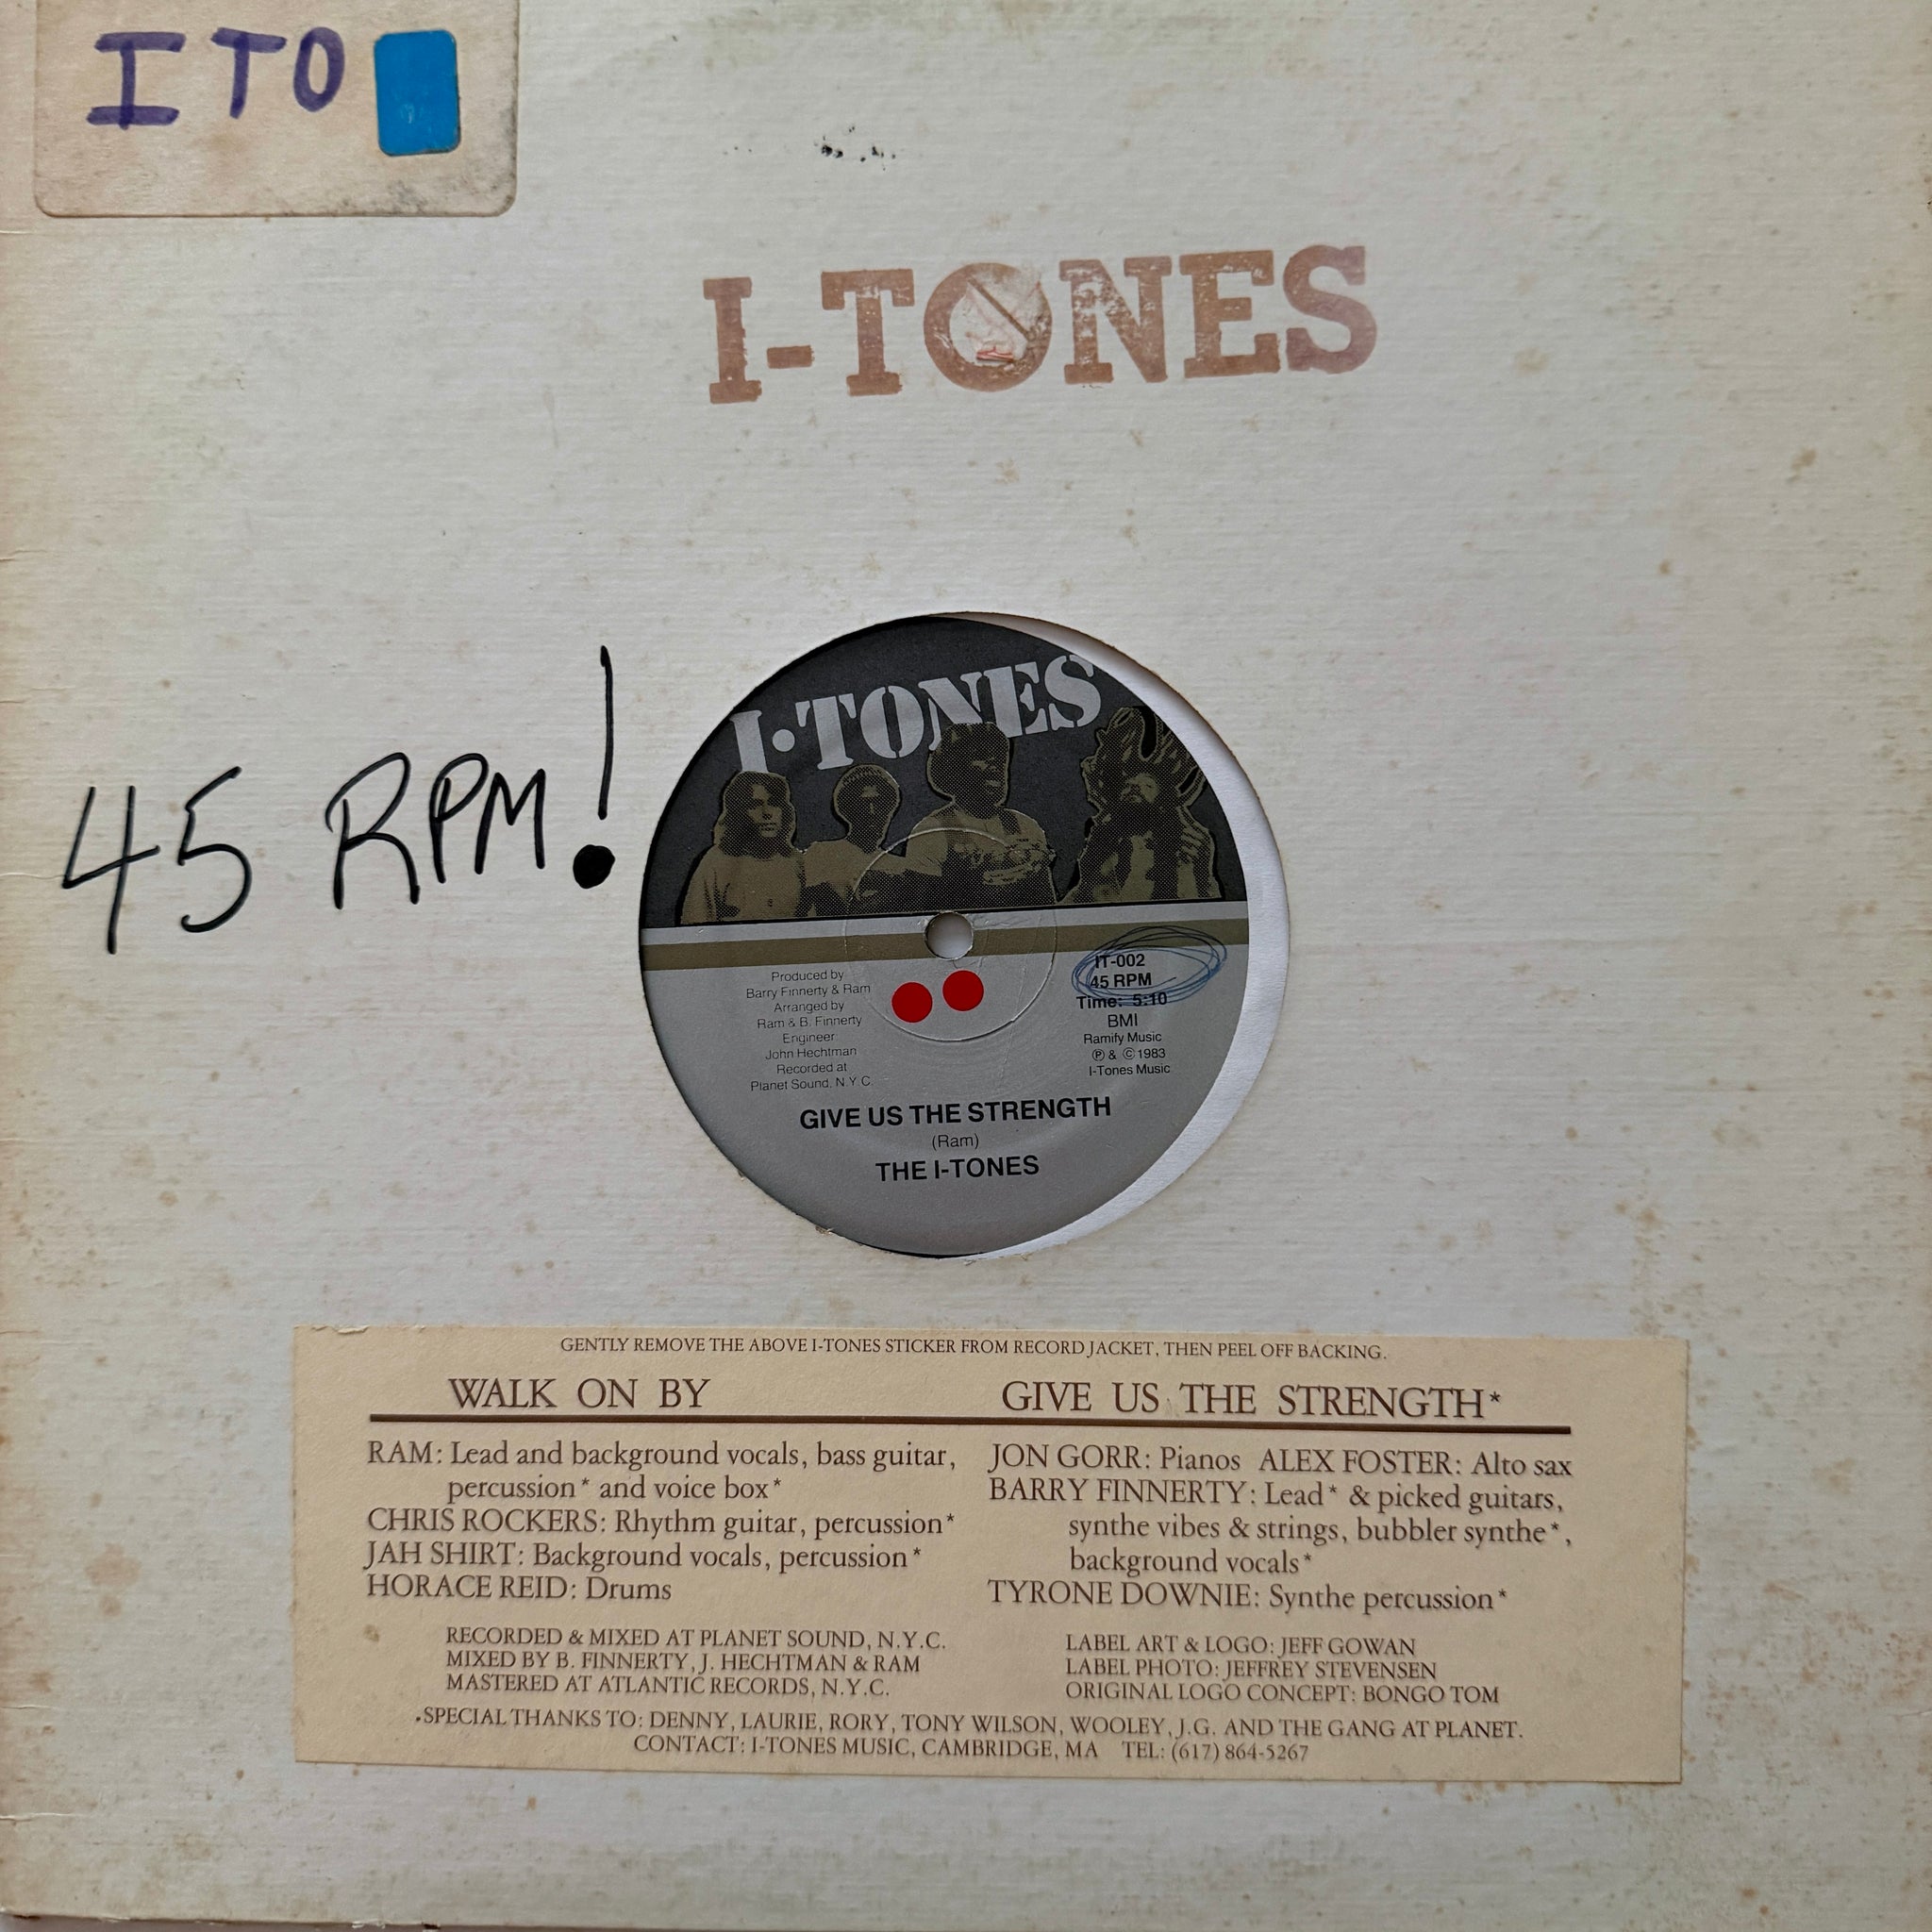 ITO
I-TONES
45 RPM!
I·TONES
Produced by
Barry Finnerty & Ram
Arranged by
Ram & B. Finnerty
Engineer:
John Hechtman
Recorded at
Planet Sound, N.Y.C.
IT-002
45 RPM
Time: 5:10
BMI
Ramify Music
℗ & ©1983
I-Tones Music
GIVE US THE STRENGTH
(Ram)
THE I-TONES
GENTLY REMOVE THE ABOVE I-TONES STICKER FROM RECORD JACKET, THEN PEEL OFF BACKING.
WALK ON BY
GIVE US THE STRENGTH*
RAM: Lead and background vocals, bass guitar,
percussion* and voice box*
CHRIS ROCKERS: Rhythm guitar, percussion*
JAH SHIRT: Background vocals, percussion*
HORACE REID: Drums
JON GORR: Pianos ALEX FOSTER: Alto sax
BARRY FINNERTY: Lead* & picked guitars,
synthe vibes & strings, bubbler synthe*,
background vocals*
TYRONE DOWNIE: Synthe percussion*
RECORDED & MIXED AT PLANET SOUND, N.Y.C.
MIXED BY B. FINNERTY, J. HECHTMAN & RAM
MASTERED AT ATLANTIC RECORDS, N.Y.C.
LABEL ART & LOGO: JEFF GOWAN
LABEL PHOTO: JEFFREY STEVENSEN
ORIGINAL LOGO CONCEPT: BONGO TOM
SPECIAL THANKS TO: DENNY, LAURIE, RORY, TONY WILSON, WOOLEY, J.G. AND THE GANG AT PLANET.
CONTACT: I-TONES MUSIC, CAMBRIDGE, MA TEL: (617) 864-5267